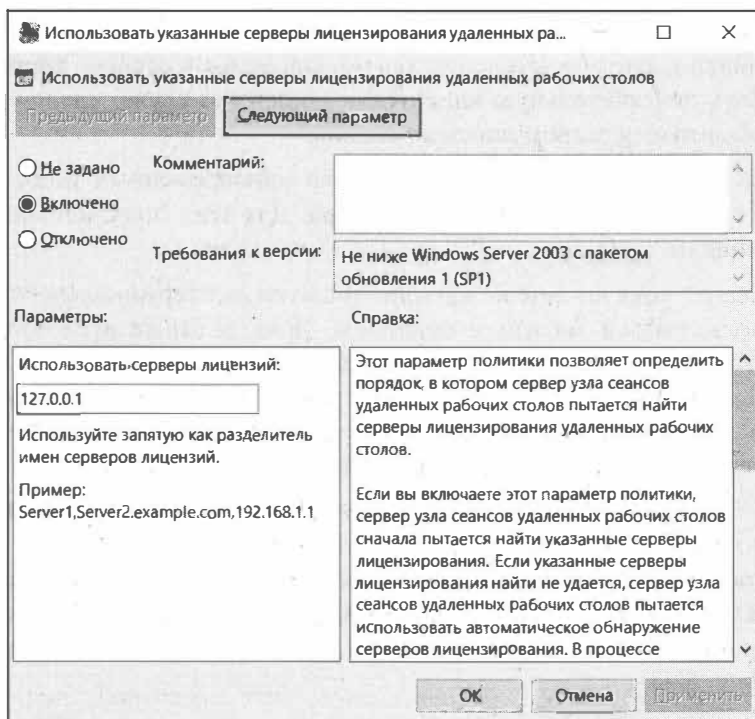 Использовать указанные серверы лицензирования удаленных ра...
Использовать указанные серверы лицензирования удаленных рабочих столов
Предыдущий параметр
Следующий параметр
Не задано
Включено
Отключено
Комментарий:
Требования к версии:
Не ниже Windows Server 2003 с пакетом
обновления 1 (SP1)
Параметры:
Справка:
Использовать серверы лицензий:
127.0.0.1
Используйте запятую как разделитель
имен серверов лицензий.
Пример:
Server1,Server2.example.com,192.168.1.1
Этот параметр политики позволяет определить
порядок, в котором сервер узла сеансов
удаленных рабочих столов пытается найти
серверы лицензирования удаленных рабочих
столов.
Если вы включаете этот параметр политики,
сервер узла сеансов удаленных рабочих столов
сначала пытается найти указанные серверы
лицензирования. Если указанные серверы
лицензирования найти не удается, сервер узла
сеансов удаленных рабочих столов пытается
использовать автоматическое обнаружение
серверов лицензирования. В процессе
ОК
Отмена
Применить